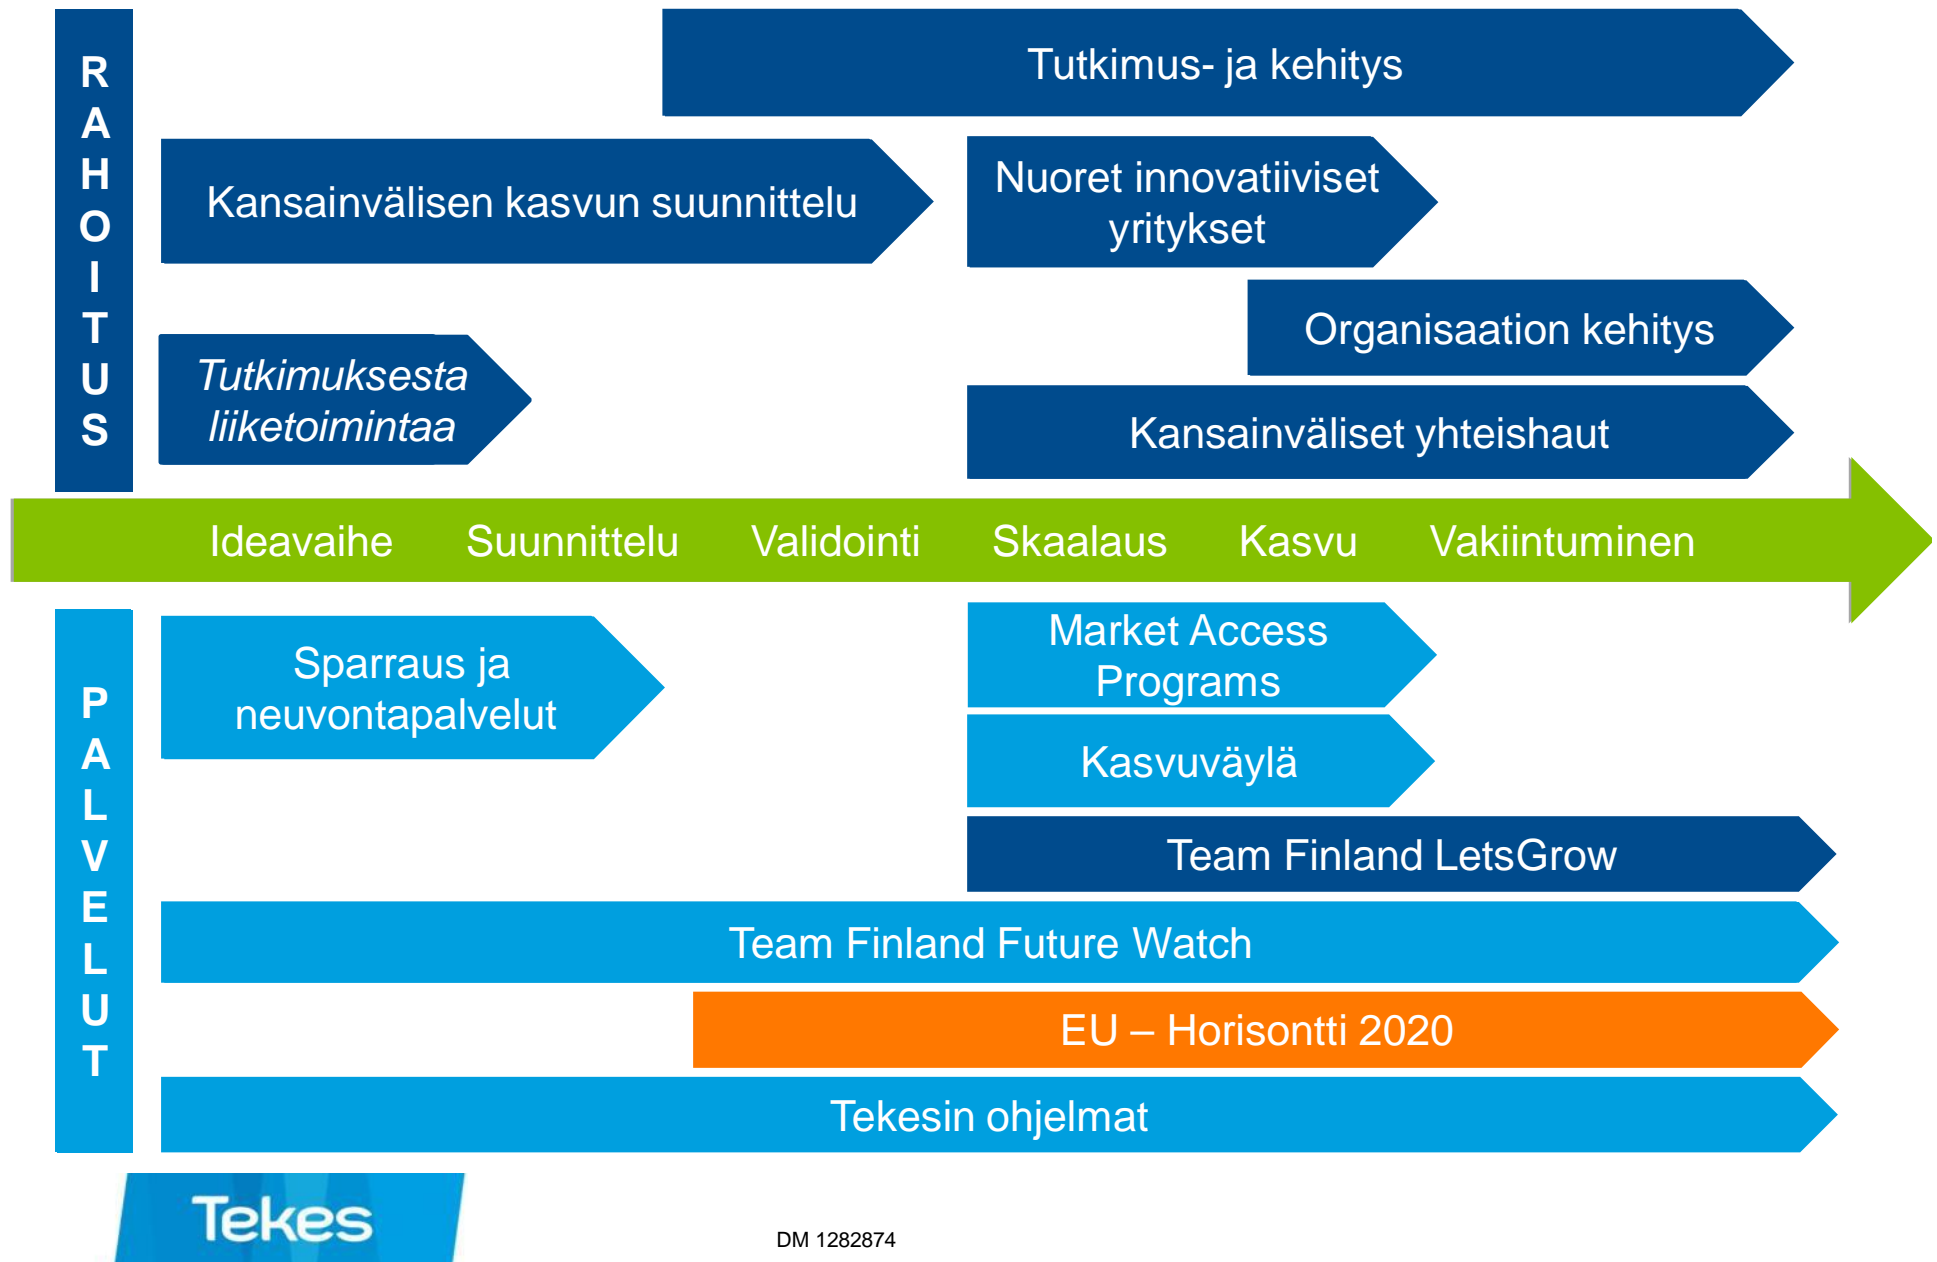 RAHOITUS
Tutkimus- ja kehitys
Kansainvälisen kasvun suunnittelu
Nuoret innovatiiviset
yritykset
Organisaation kehitys
Tutkimuksesta
liiketoimintaa
Kansainväliset yhteishaut
Ideavaihe Suunnittelu Validointi Skaalaus Kasvu Vakiintuminen
PALVELUT
Sparraus ja
neuvontapalvelut
Market Access
Programs
Kasvuväylä
Team Finland LetsGrow
Team Finland Future Watch
EU – Horisontti 2020
Tekesin ohjelmat
Tekes
DM 1282874